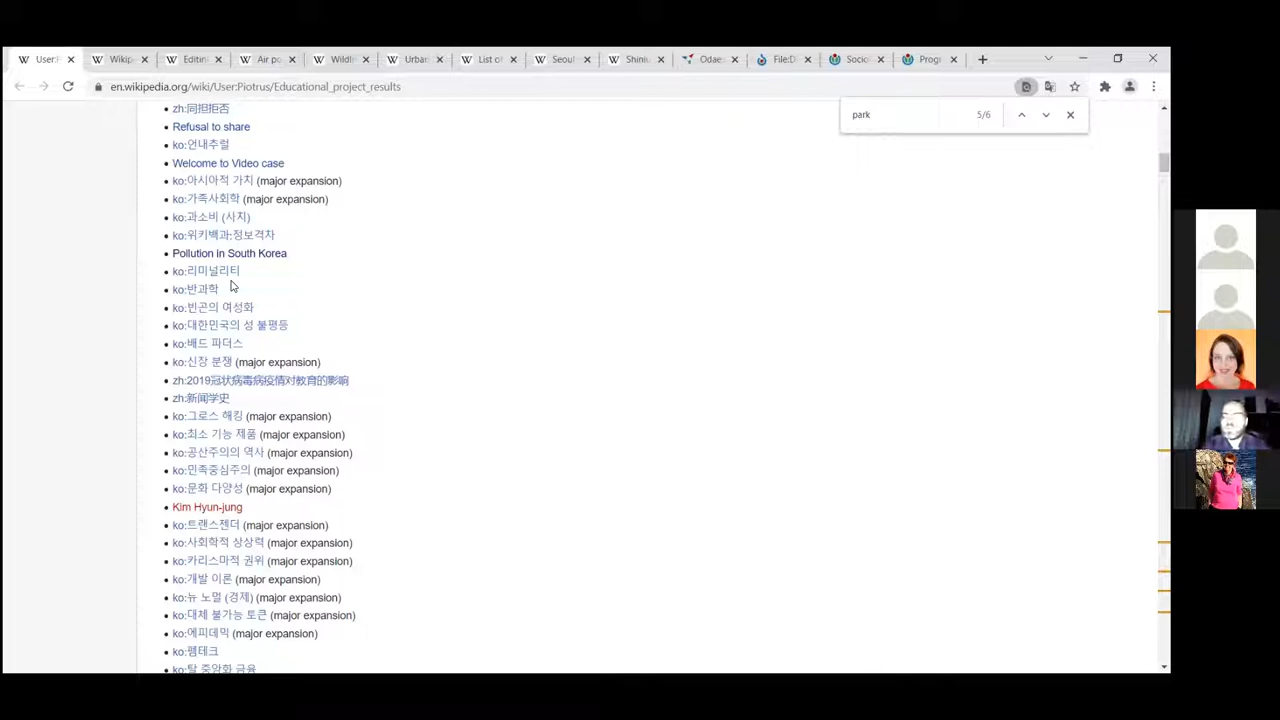 User:F
Wikip
Editin
Air po
Wildli
Urban
List o
Seoul
Shiniu
Odae
File:D
Socio
Progr
en.wikipedia.org/wiki/User:Piotrus/Educational_project_results
park 5/6
zh:同担拒否
Refusal to share
ko:언내추럴
Welcome to Video case
ko:아시아적 가치 (major expansion)
ko:가족사회학 (major expansion)
ko:과소비 (사치)
ko:위키백과:정보격차
Pollution in South Korea
ko:리미널리티
ko:반과학
ko:빈곤의 여성화
ko:대한민국의 성 불평등
ko:배드 파더스
ko:신장 분쟁 (major expansion)
zh:2019冠状病毒病疫情对教育的影响
zh:新闻学史
ko:그로스 해킹 (major expansion)
ko:최소 기능 제품 (major expansion)
ko:공산주의의 역사 (major expansion)
ko:민족중심주의 (major expansion)
ko:문화 다양성 (major expansion)
Kim Hyun-jung
ko:트랜스젠더 (major expansion)
ko:사회학적 상상력 (major expansion)
ko:카리스마적 권위 (major expansion)
ko:개발 이론 (major expansion)
ko:뉴 노멀 (경제) (major expansion)
ko:대체 불가능 토큰 (major expansion)
ko:에피데믹 (major expansion)
ko:펨테크
ko:탈 중앙화 금융